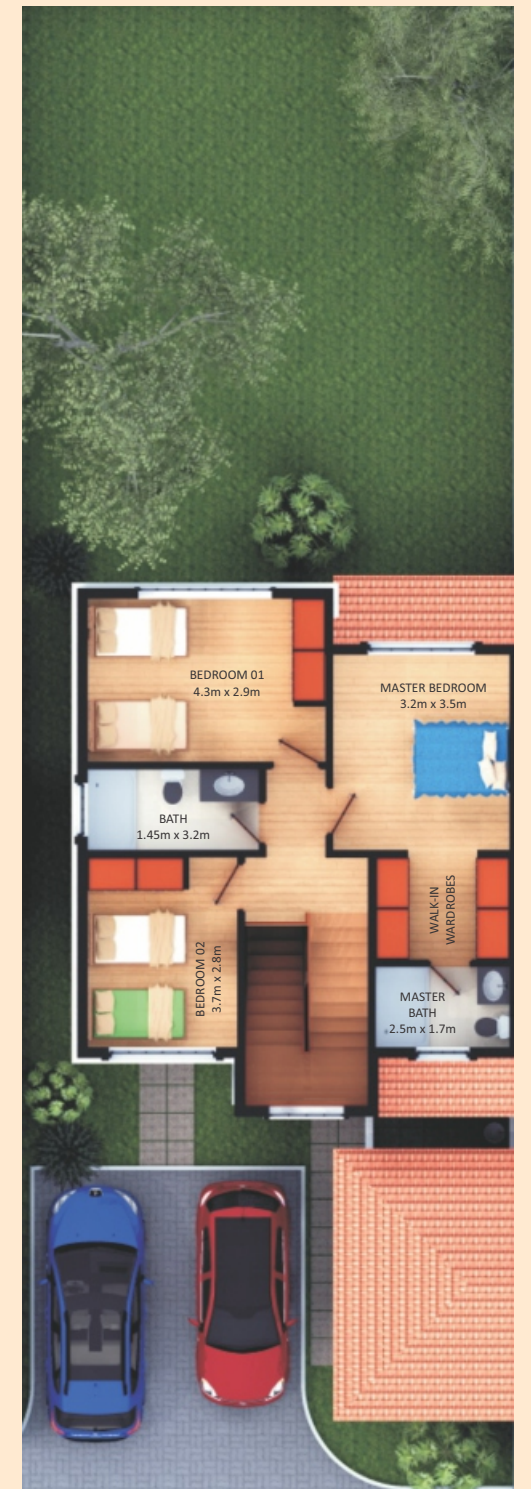 BEDROOM 01
4.3m x 2.9m
MASTER BEDROOM
3.2m x 3.5m
BATH
1.45m x 3.2m
WALK-IN
WARDROBES
BEDROOM 02
3.7m x 2.8m
MASTER
BATH
2.5m x 1.7m